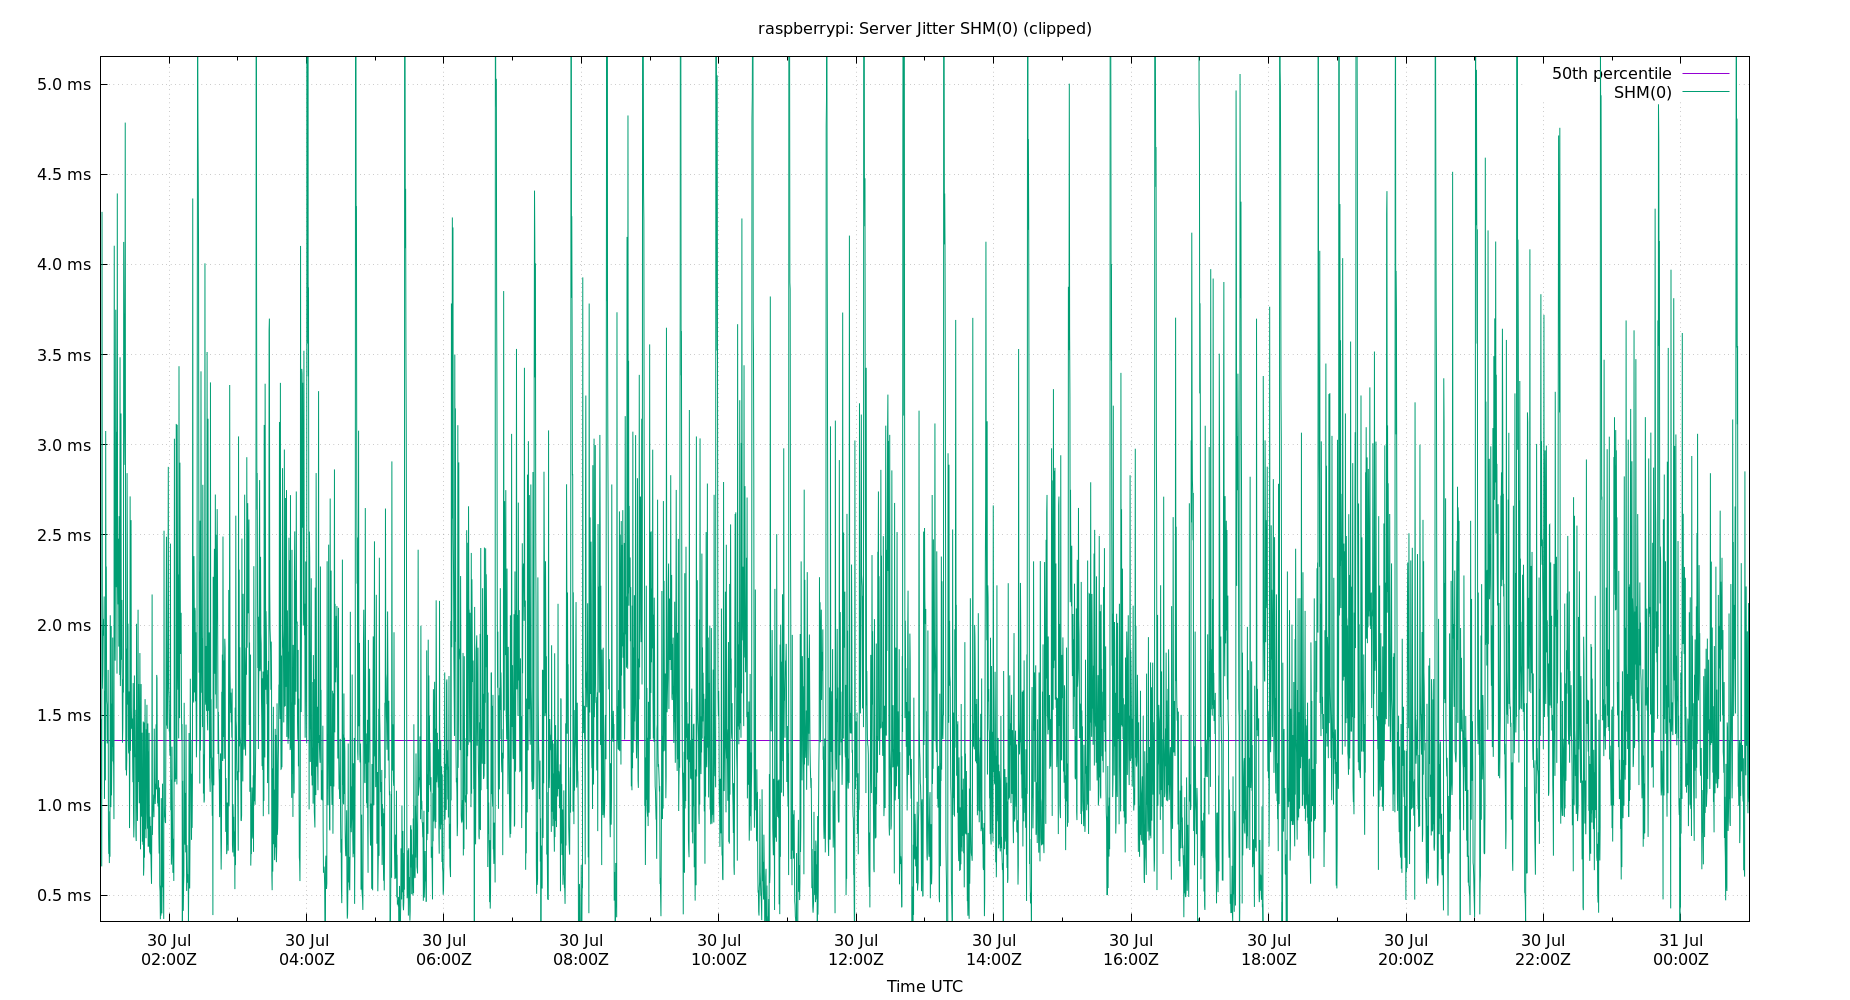 raspberrypi: Server Jitter SHM(0) (clipped)
50th percentile
SHM(0)
5.0 ms
4.5 ms
4.0 ms
3.5 ms
3.0 ms
2.5 ms
2.0 ms
1.5 ms
1.0 ms
0.5 ms
30 Jul 30 Jul 30 Jul 30 Jul 30 Jul 30 Jul 30 Jul 30 Jul 30 Jul 30 Jul 30 Jul 31 Jul
02:00Z 04:00Z 06:00Z 08:00Z 10:00Z 12:00Z 14:00Z 16:00Z 18:00Z 20:00Z 22:00Z 00:00Z
Time UTC